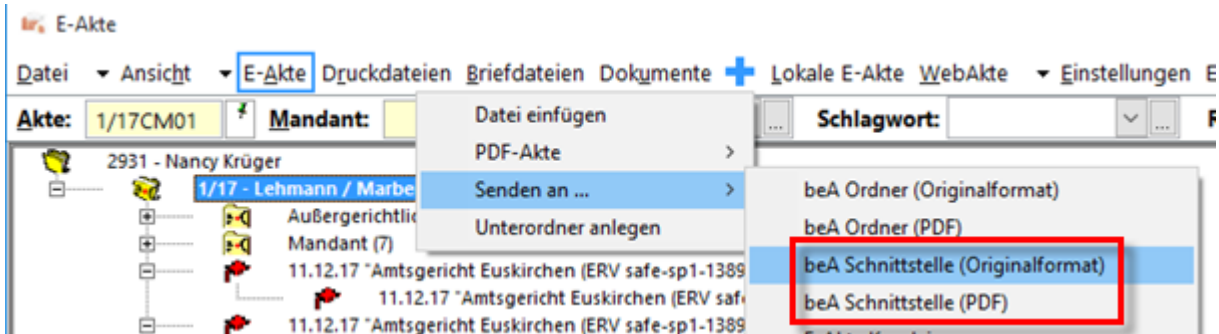 E-Akte
Datei Ansicht E-Akte Druckdateien Briefdateien Dokumente Lokale E-Akte WebAkte Einstellungen
Akte: 1/17CM01 Mandant: ... Schlagwort: ...
2931 - Nancy Krüger
1/17 - Lehmann / Marbe
Außergerichtlic
Mandant (7)
11.12.17 "Amtsgericht Euskirchen (ERV safe-sp1-1389
11.12.17 "Amtsgericht Euskirchen (ERV safe
11.12.17 "Amtsgericht Euskirchen (ERV safe-sp1-1389
Datei einfügen
PDF-Akte
Senden an ...
Unterordner anlegen
beA Ordner (Originalformat)
beA Ordner (PDF)
beA Schnittstelle (Originalformat)
beA Schnittstelle (PDF)